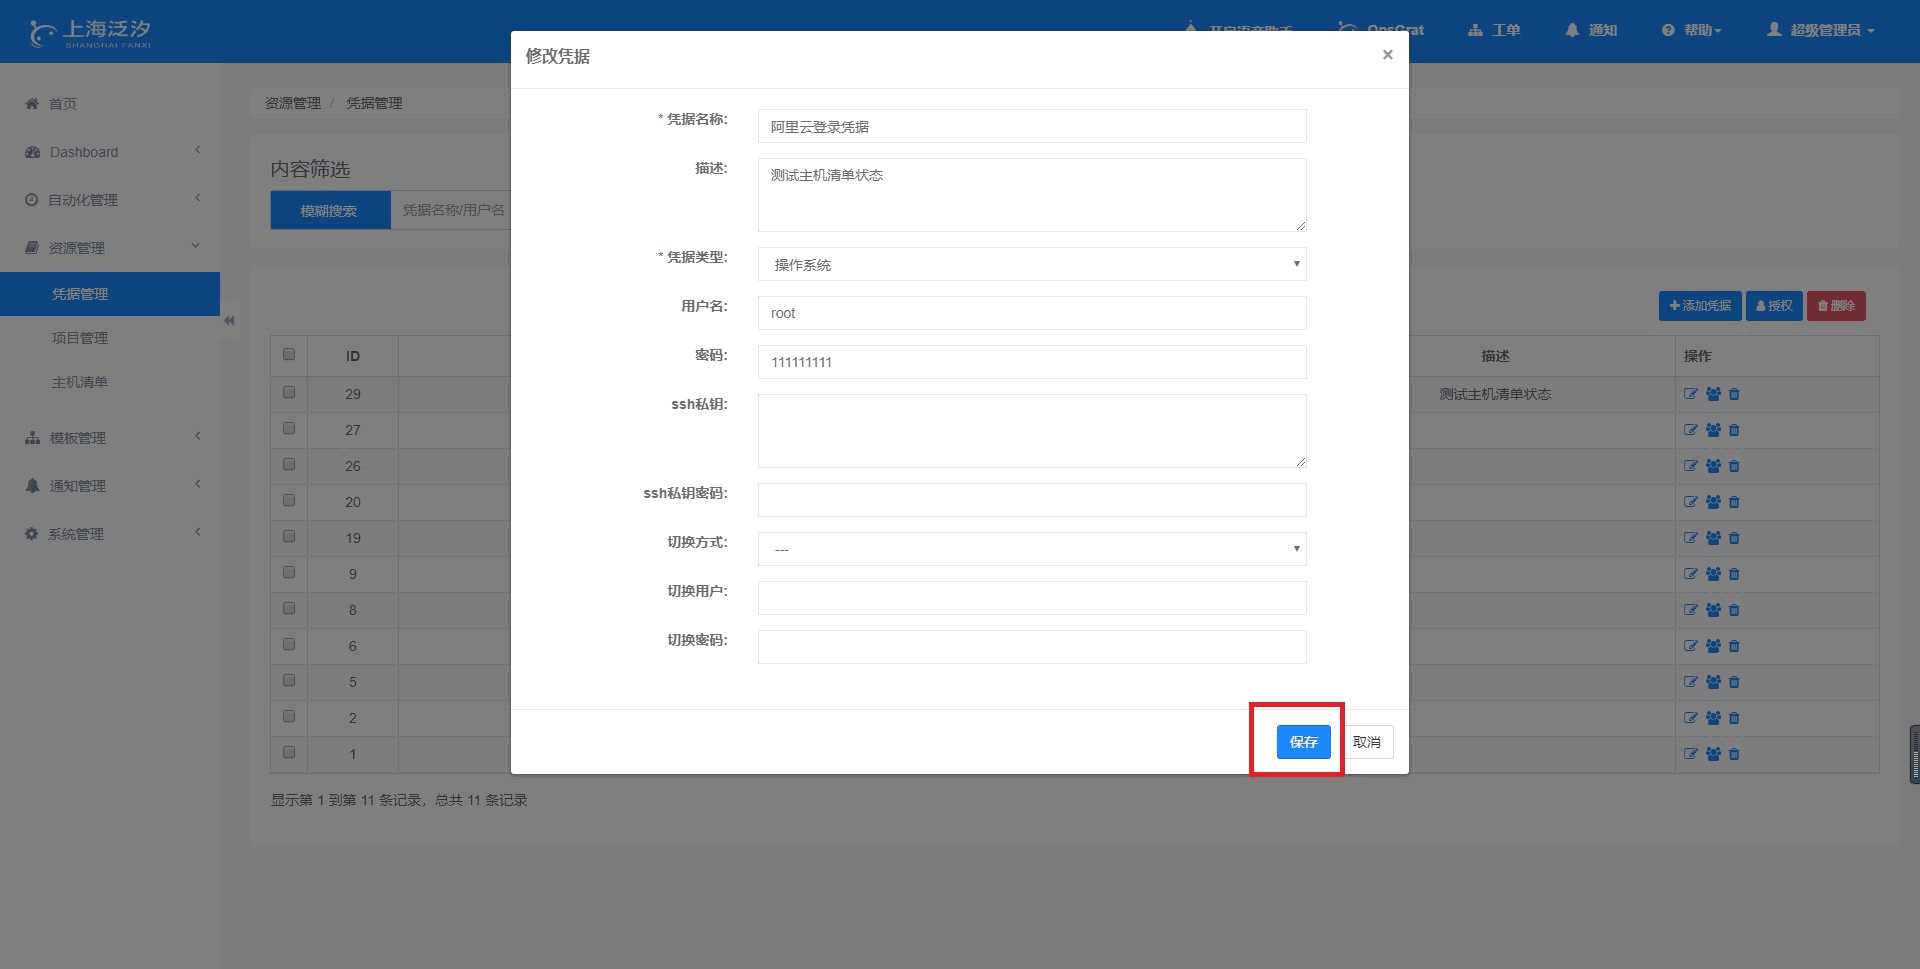 上海泛汐
SHANGHAI FANXI
工单
通知
帮助
超级管理员
首页
Dashboard
自动化管理
资源管理
凭据管理
项目管理
主机清单
模板管理
通知管理
系统管理
资源管理 / 凭据管理
内容筛选
模糊搜索 凭据名称/用户名
添加凭据 授权 删除
ID 描述 操作
29 测试主机清单状态
27
26
20
19
9
8
6
5
2
1
显示第 1 到第 11 条记录，总共 11 条记录
修改凭据 ×
* 凭据名称: 阿里云登录凭据
描述: 测试主机清单状态
* 凭据类型: 操作系统
用户名: root
密码: 111111111
ssh私钥:
ssh私钥密码:
切换方式: ---
切换用户:
切换密码:
保存 取消